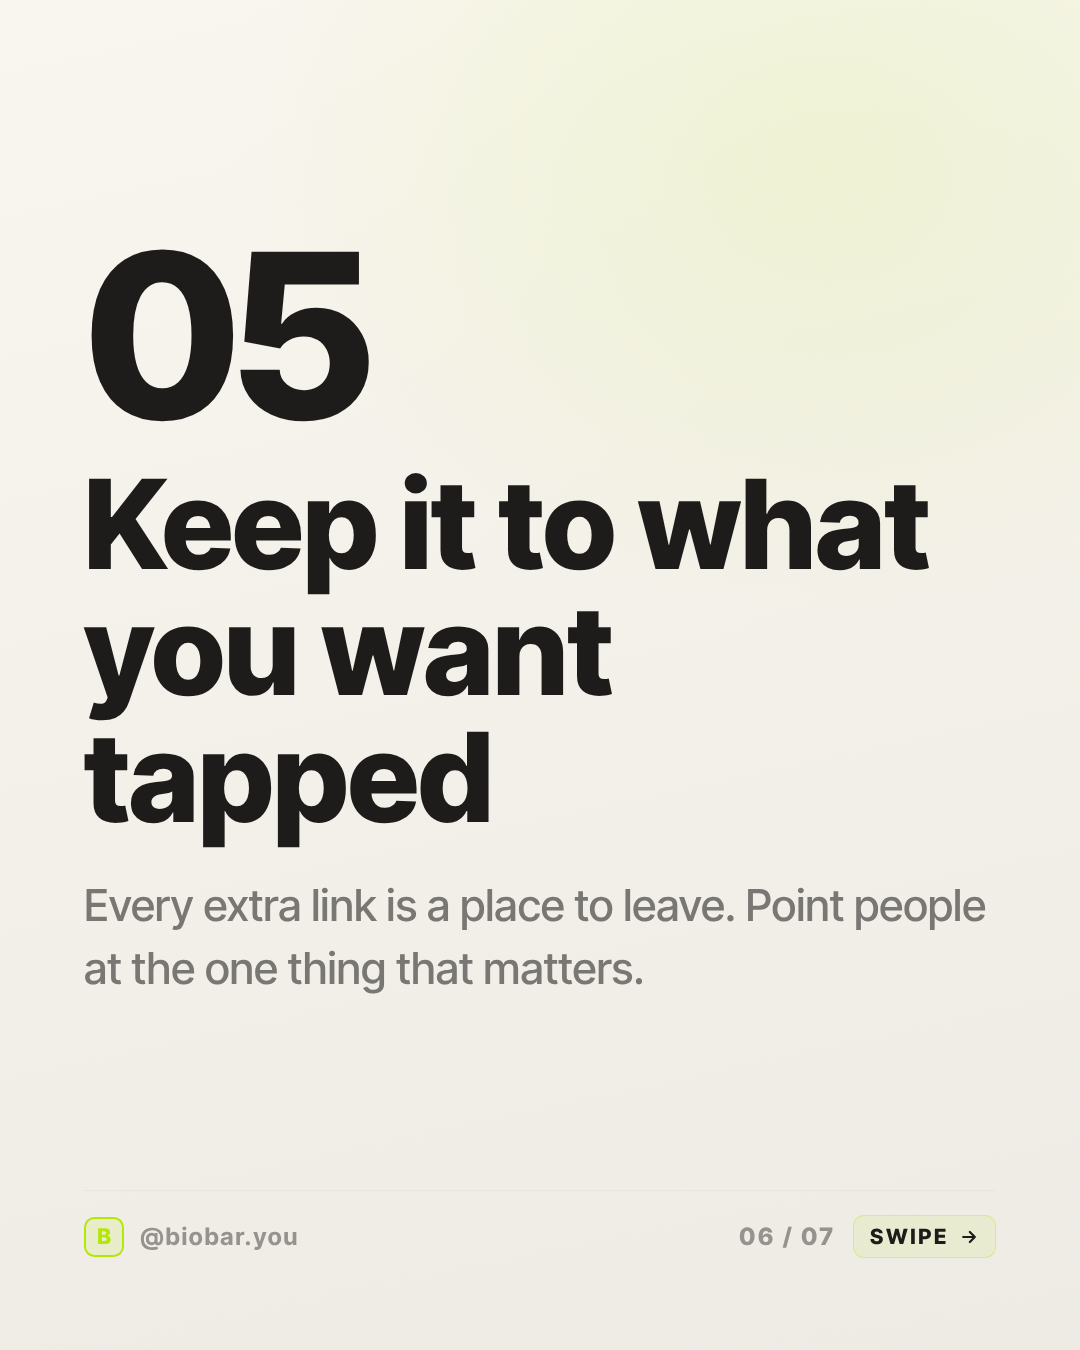 05
Keep it to what
you want
tapped
Every extra link is a place to leave. Point people
at the one thing that matters.
B @biobar.you 06 / 07 SWIPE →